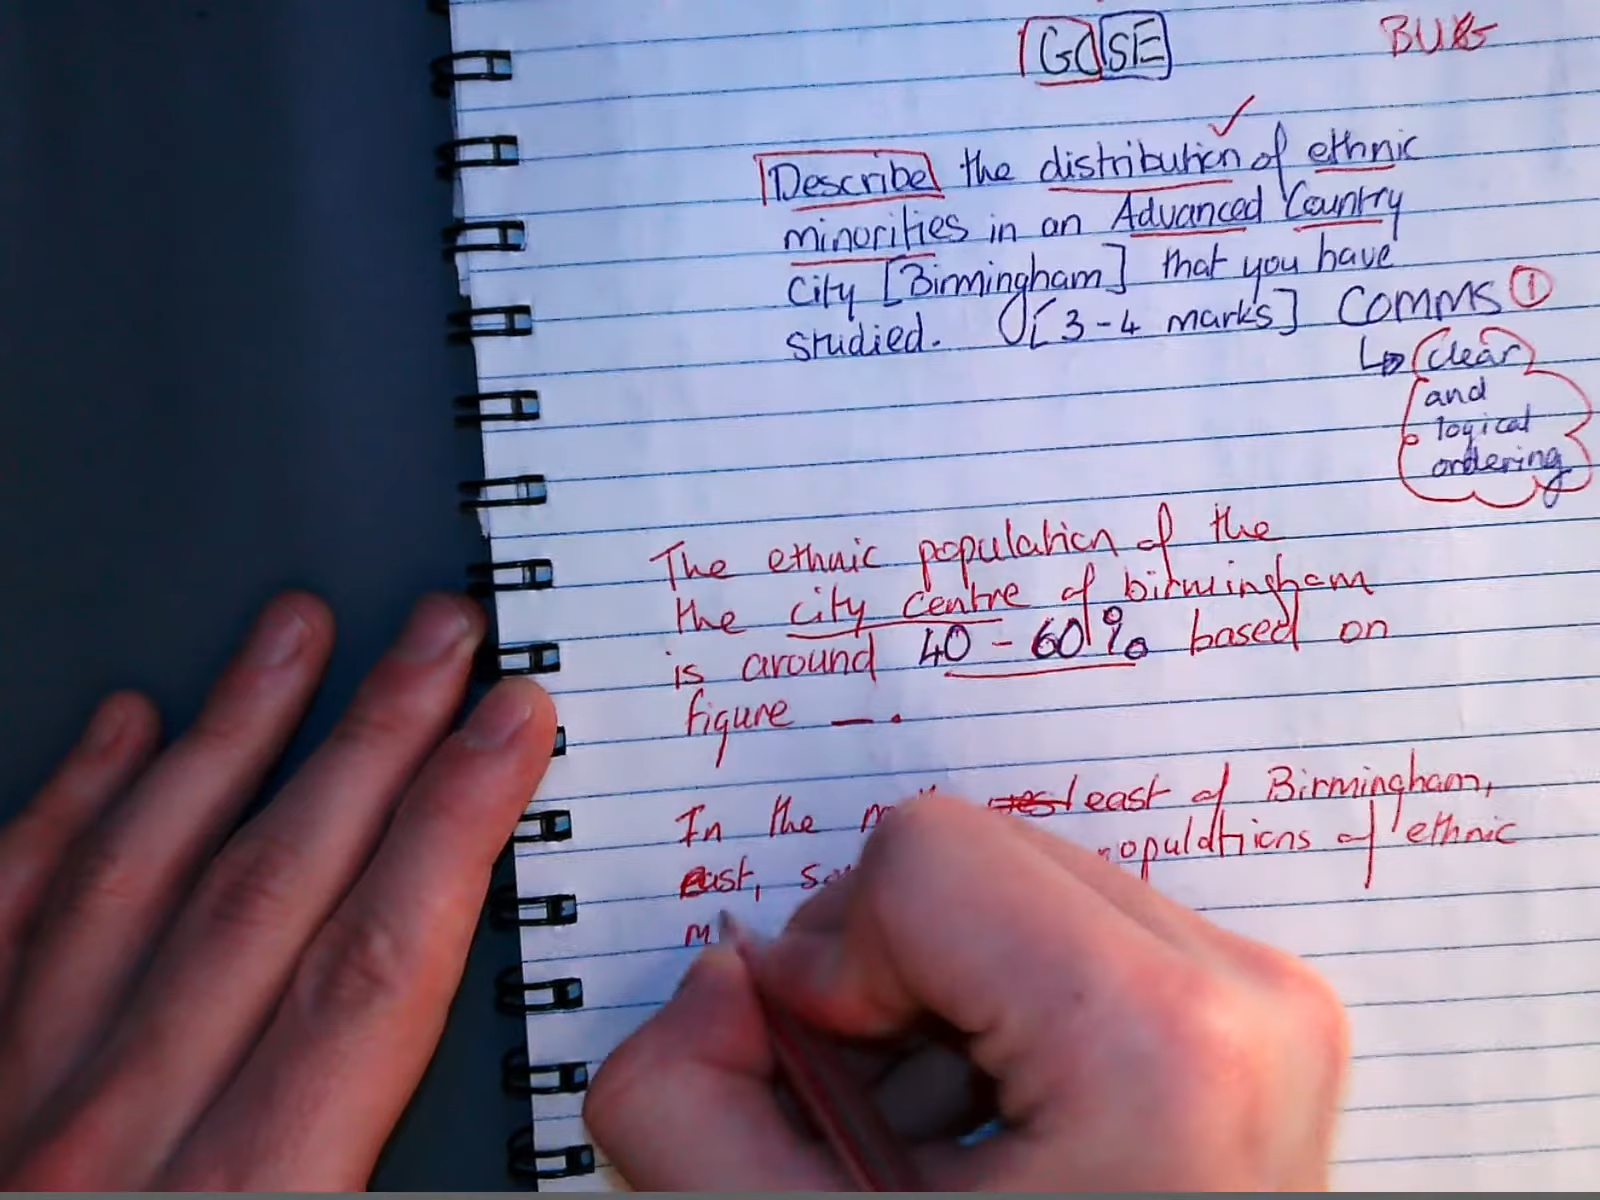 GCSE
BUG
Describe the distribution of ethnic
minorities in an Advanced Country
City [Birmingham] that you have
studied. [3-4 marks] Comms ①
↳ clear
and
logical
ordering
The ethnic population of the
the city centre of birmingham
is around 40-60% based on
figure — .
In the east of Birmingham,
east, populations of ethnic
m